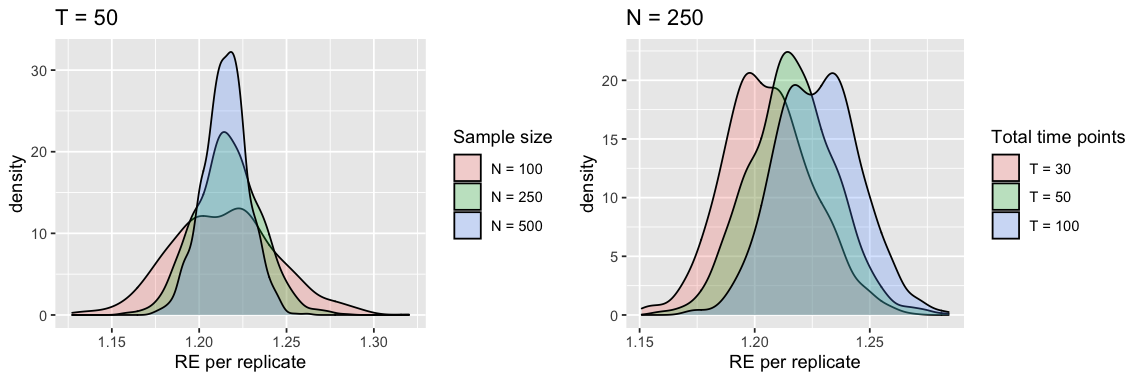 T = 50
30
20
10
0
density
1.15 1.20 1.25 1.30
RE per replicate
Sample size
N = 100
N = 250
N = 500
N = 250
20
15
10
5
0
density
1.15 1.20 1.25
RE per replicate
Total time points
T = 30
T = 50
T = 100